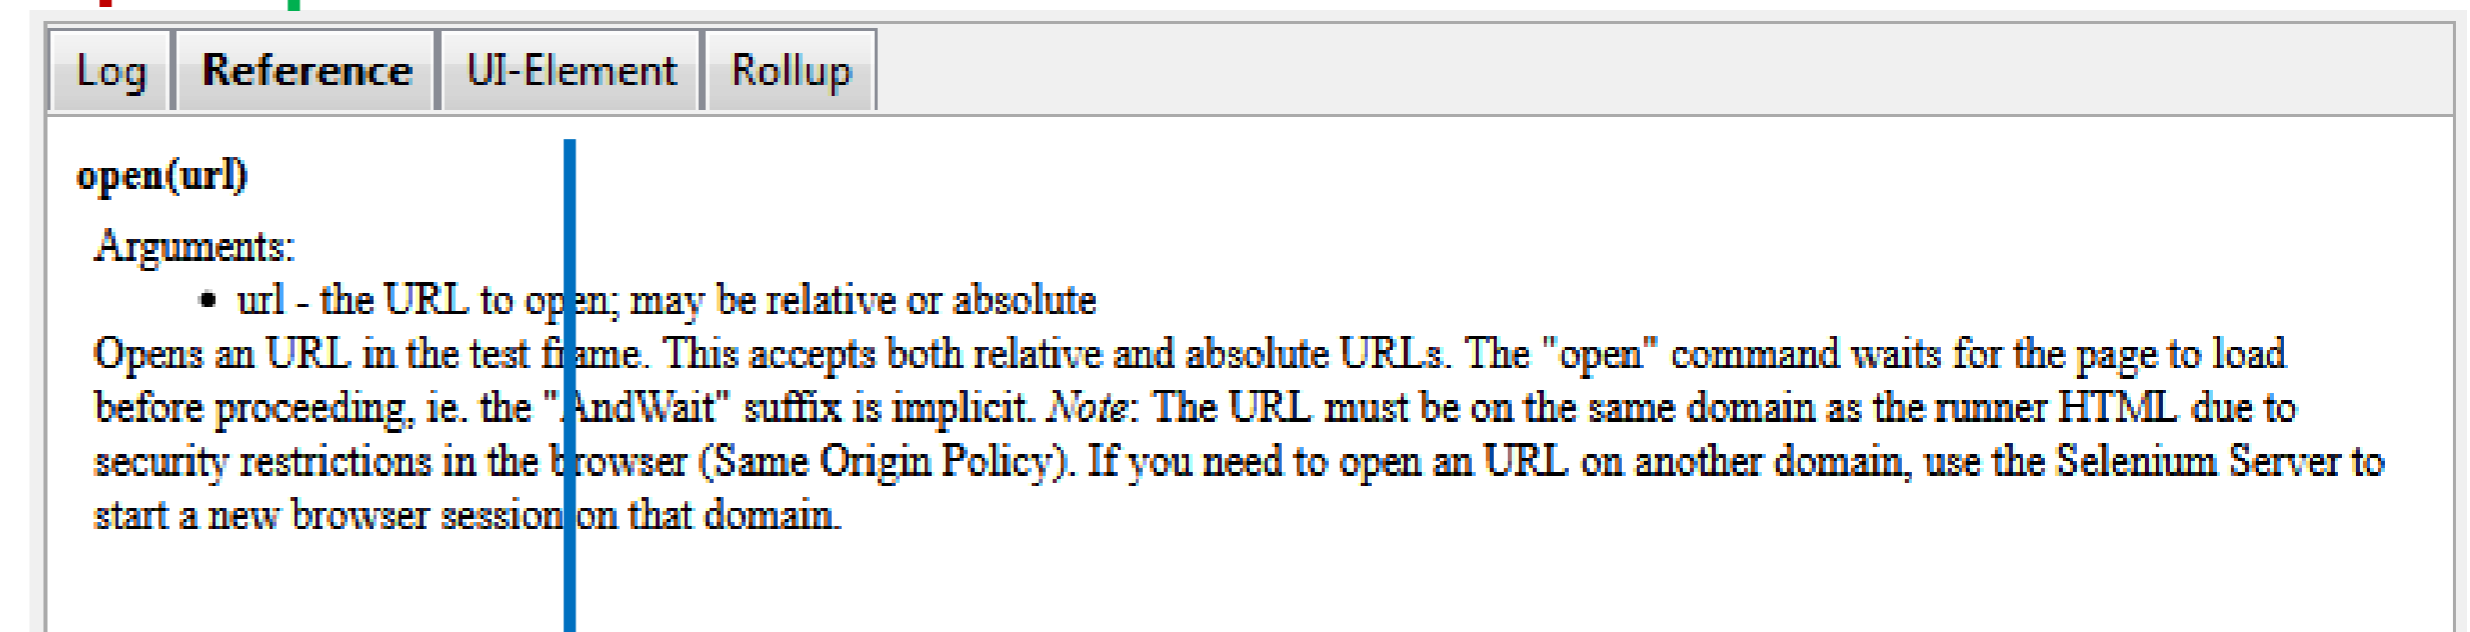 Log Reference UI-Element Rollup
open(url)
Arguments:
• url - the URL to open; may be relative or absolute
Opens an URL in the test frame. This accepts both relative and absolute URLs. The "open" command waits for the page to load
before proceeding, ie. the "AndWait" suffix is implicit. Note: The URL must be on the same domain as the runner HTML due to
security restrictions in the browser (Same Origin Policy). If you need to open an URL on another domain, use the Selenium Server to
start a new browser session on that domain.